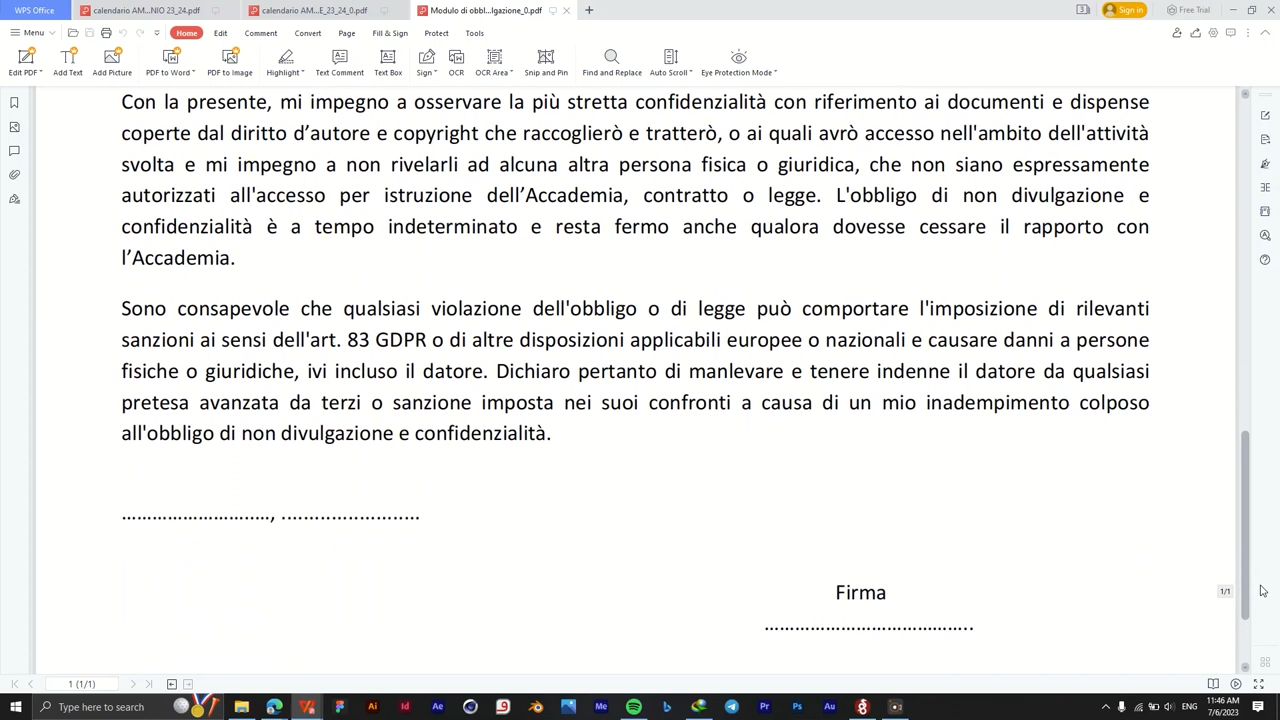 WPS Office
calendario AM...NIO 23_24.pdf
calendario AM...E_23_24_0.pdf
Modulo di obbl...lgazione_0.pdf
Sign in
Free Trial
Menu
Home
Edit
Comment
Convert
Page
Fill & Sign
Protect
Tools
Edit PDF
Add Text
Add Picture
PDF to Word
PDF to Image
Highlight
Text Comment
Text Box
Sign
OCR
OCR Area
Snip and Pin
Find and Replace
Auto Scroll
Eye Protection Mode
Con la presente, mi impegno a osservare la più stretta confidenzialità con riferimento ai documenti e dispense
coperte dal diritto d’autore e copyright che raccoglierò e tratterò, o ai quali avrò accesso nell'ambito dell'attività
svolta e mi impegno a non rivelarli ad alcuna altra persona fisica o giuridica, che non siano espressamente
autorizzati all'accesso per istruzione dell’Accademia, contratto o legge. L'obbligo di non divulgazione e
confidenzialità è a tempo indeterminato e resta fermo anche qualora dovesse cessare il rapporto con
l’Accademia.
Sono consapevole che qualsiasi violazione dell'obbligo o di legge può comportare l'imposizione di rilevanti
sanzioni ai sensi dell'art. 83 GDPR o di altre disposizioni applicabili europee o nazionali e causare danni a persone
fisiche o giuridiche, ivi incluso il datore. Dichiaro pertanto di manlevare e tenere indenne il datore da qualsiasi
pretesa avanzata da terzi o sanzione imposta nei suoi confronti a causa di un mio inadempimento colposo
all'obbligo di non divulgazione e confidenzialità.
………………………..., ...……………………...
Firma
…………………………………..
1/1
1 (1/1)
Type here to search
Ai
Id
Ae
Me
Pr
Ps
Au
11:46 AM
7/6/2023